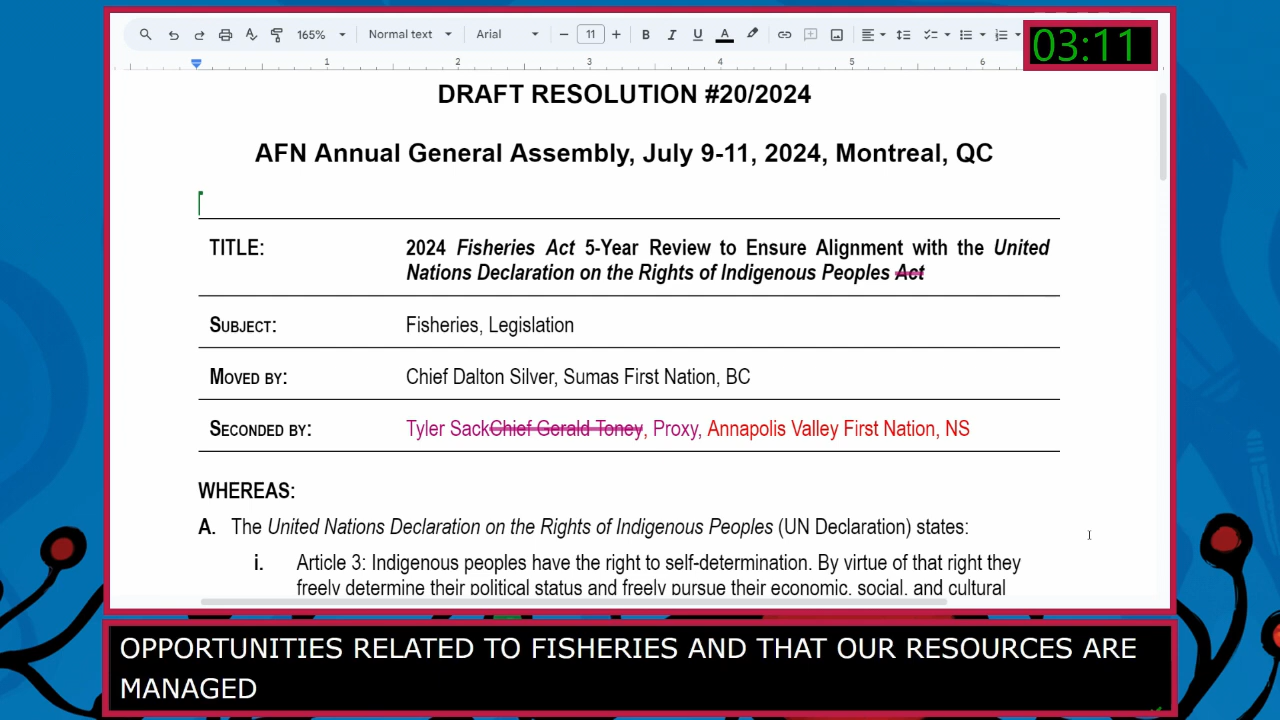 165% Normal text Arial 11 B I U A
03:11
1 2 3 4 5 6
DRAFT RESOLUTION #20/2024
AFN Annual General Assembly, July 9-11, 2024, Montreal, QC
TITLE: 2024 Fisheries Act 5-Year Review to Ensure Alignment with the United
Nations Declaration on the Rights of Indigenous Peoples Act
SUBJECT: Fisheries, Legislation
MOVED BY: Chief Dalton Silver, Sumas First Nation, BC
SECONDED BY: Tyler SackChief Gerald Toney, Proxy, Annapolis Valley First Nation, NS
WHEREAS:
A. The United Nations Declaration on the Rights of Indigenous Peoples (UN Declaration) states:
i. Article 3: Indigenous peoples have the right to self-determination. By virtue of that right they
freely determine their political status and freely pursue their economic, social, and cultural
OPPORTUNITIES RELATED TO FISHERIES AND THAT OUR RESOURCES ARE
MANAGED